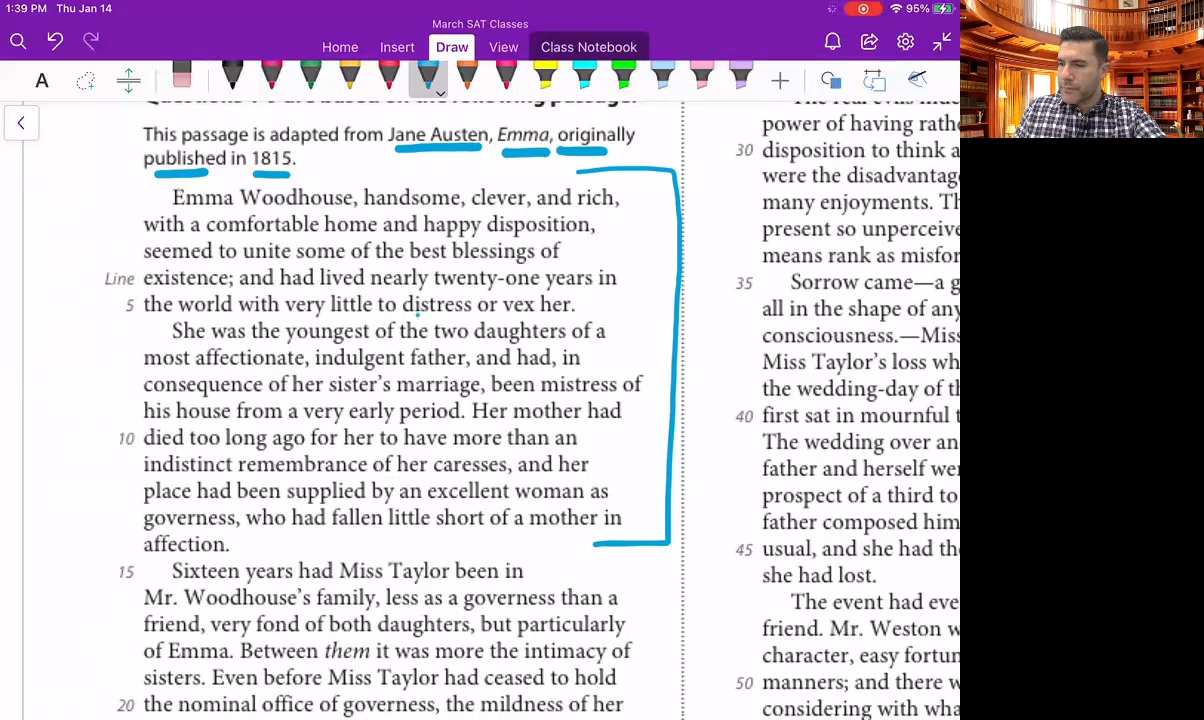 1:39 PM Thu Jan 14
95%
March SAT Classes
Home Insert Draw View Class Notebook
A
This passage is adapted from Jane Austen, Emma, originally
published in 1815.
Emma Woodhouse, handsome, clever, and rich,
with a comfortable home and happy disposition,
seemed to unite some of the best blessings of
Line existence; and had lived nearly twenty-one years in
5 the world with very little to distress or vex her.
She was the youngest of the two daughters of a
most affectionate, indulgent father, and had, in
consequence of her sister's marriage, been mistress of
his house from a very early period. Her mother had
10 died too long ago for her to have more than an
indistinct remembrance of her caresses, and her
place had been supplied by an excellent woman as
governess, who had fallen little short of a mother in
affection.
15 Sixteen years had Miss Taylor been in
Mr. Woodhouse's family, less as a governess than a
friend, very fond of both daughters, but particularly
of Emma. Between them it was more the intimacy of
sisters. Even before Miss Taylor had ceased to hold
20 the nominal office of governess, the mildness of her
power of having rathe
30 disposition to think a
were the disadvantage
many enjoyments. Th
present so unperceive
means rank as misfor
35 Sorrow came—a g
all in the shape of any
consciousness.—Miss
Miss Taylor's loss wh
the wedding-day of th
40 first sat in mournful t
The wedding over an
father and herself wer
prospect of a third to
father composed him
45 usual, and she had the
she had lost.
The event had eve
friend. Mr. Weston w
character, easy fortun
50 manners; and there w
considering with wha